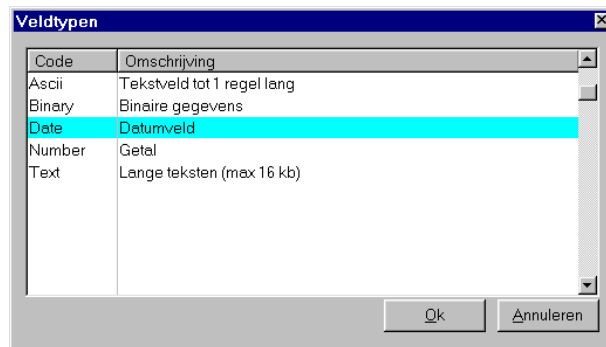 Veldtypen
Code Omschrijving
Ascii Tekstveld tot 1 regel lang
Binary Binaire gegevens
Date Datumveld
Number Getal
Text Lange teksten (max 16 kb)
Ok Annuleren